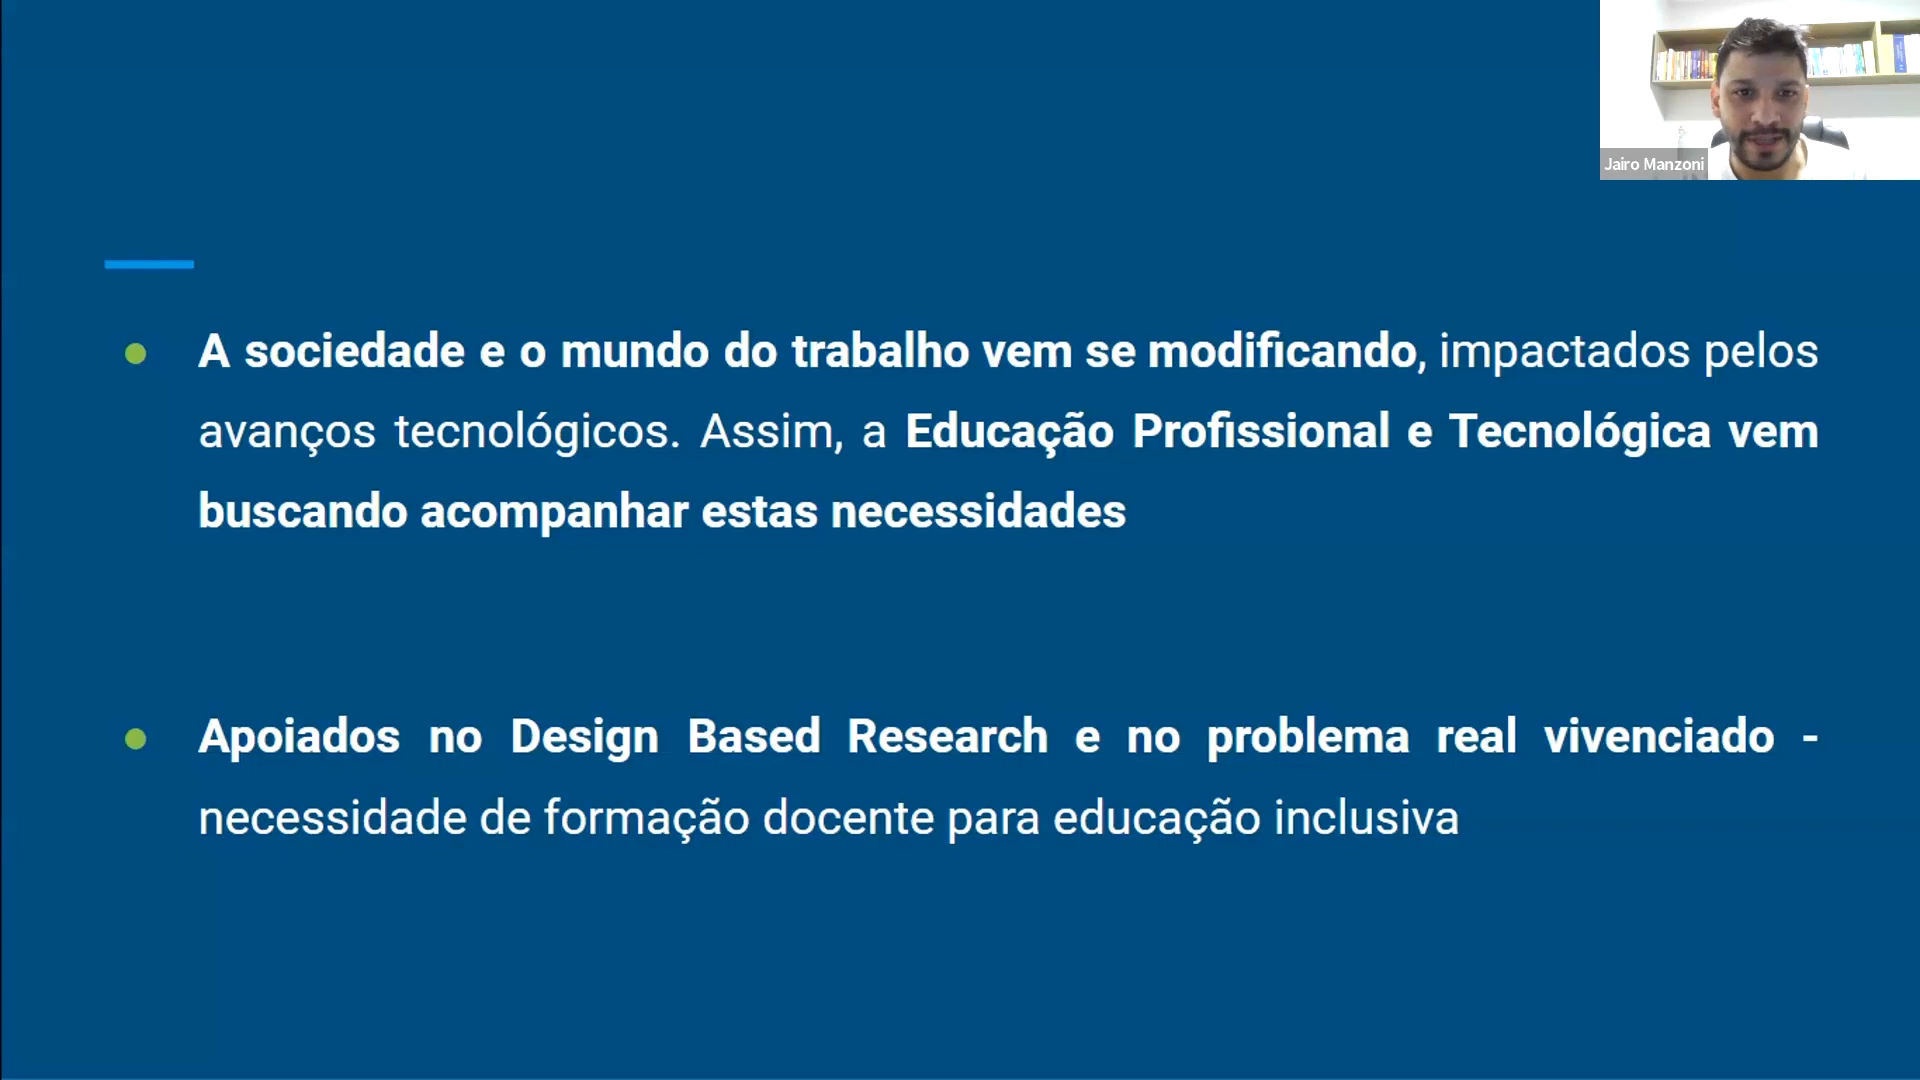 Jairo Manzoni
A sociedade e o mundo do trabalho vem se modificando, impactados pelos
avanços tecnológicos. Assim, a Educação Profissional e Tecnológica vem
buscando acompanhar estas necessidades
Apoiados no Design Based Research e no problema real vivenciado -
necessidade de formação docente para educação inclusiva